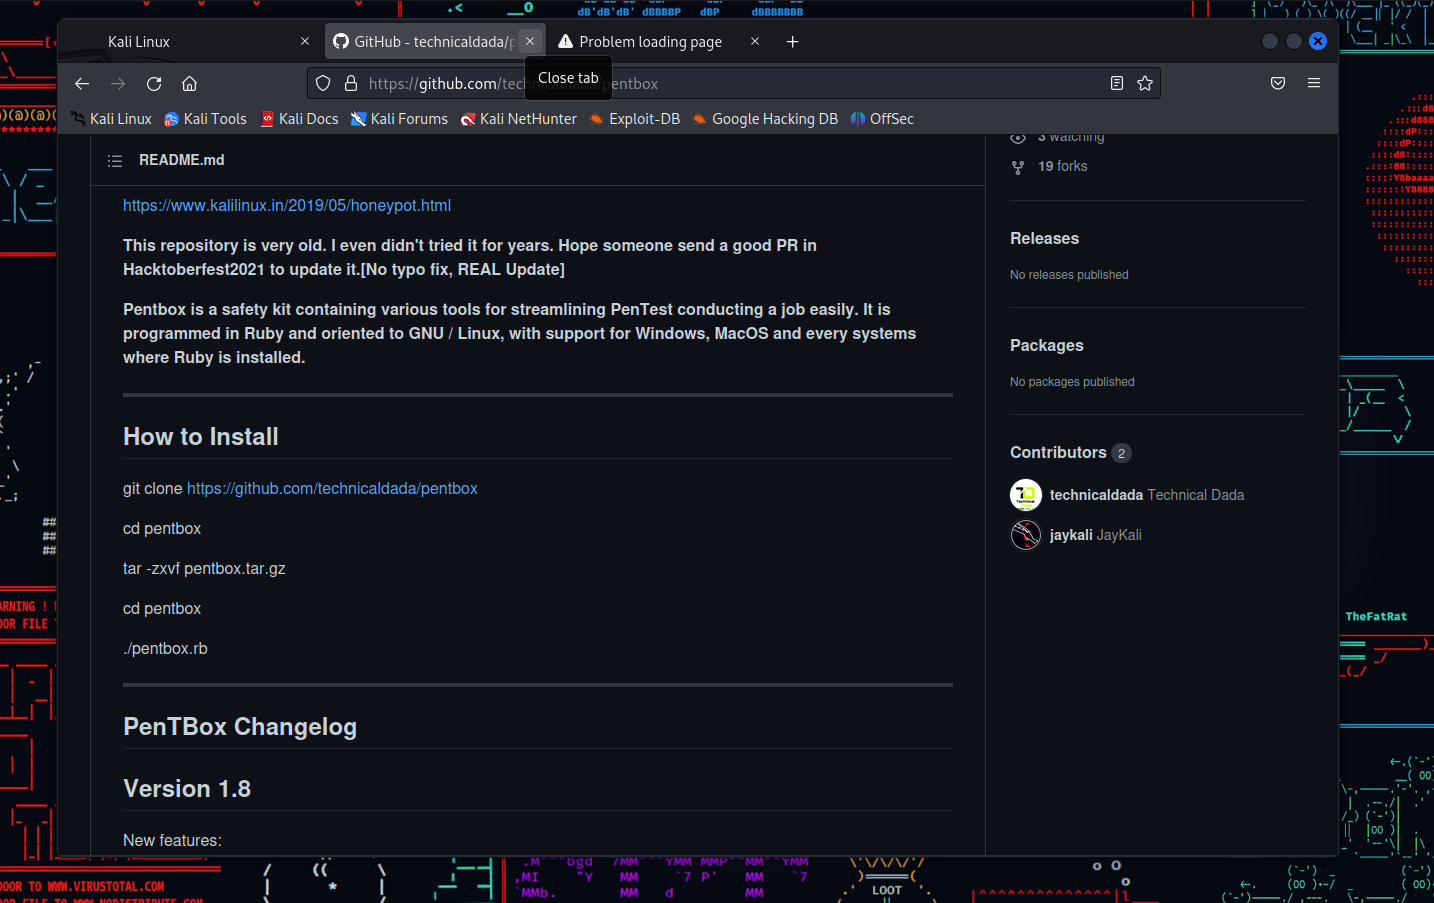 Kali Linux
GitHub - technicaldada/p
Problem loading page
Close tab
https://github.com/technicaldada/pentbox
Kali Linux
Kali Tools
Kali Docs
Kali Forums
Kali NetHunter
Exploit-DB
Google Hacking DB
OffSec
README.md
3 watching
19 forks
https://www.kalilinux.in/2019/05/honeypot.html
This repository is very old. I even didn't tried it for years. Hope someone send a good PR in
Hacktoberfest2021 to update it.[No typo fix, REAL Update]
Pentbox is a safety kit containing various tools for streamlining PenTest conducting a job easily. It is
programmed in Ruby and oriented to GNU / Linux, with support for Windows, MacOS and every systems
where Ruby is installed.
Releases
No releases published
Packages
No packages published
Contributors 2
technicaldada Technical Dada
jaykali JayKali
How to Install
git clone https://github.com/technicaldada/pentbox
cd pentbox
tar -zxvf pentbox.tar.gz
cd pentbox
./pentbox.rb
PenTBox Changelog
Version 1.8
New features:
TheFatRat
LOOT
DOOR TO WWW.VIRUSTOTAL.COM